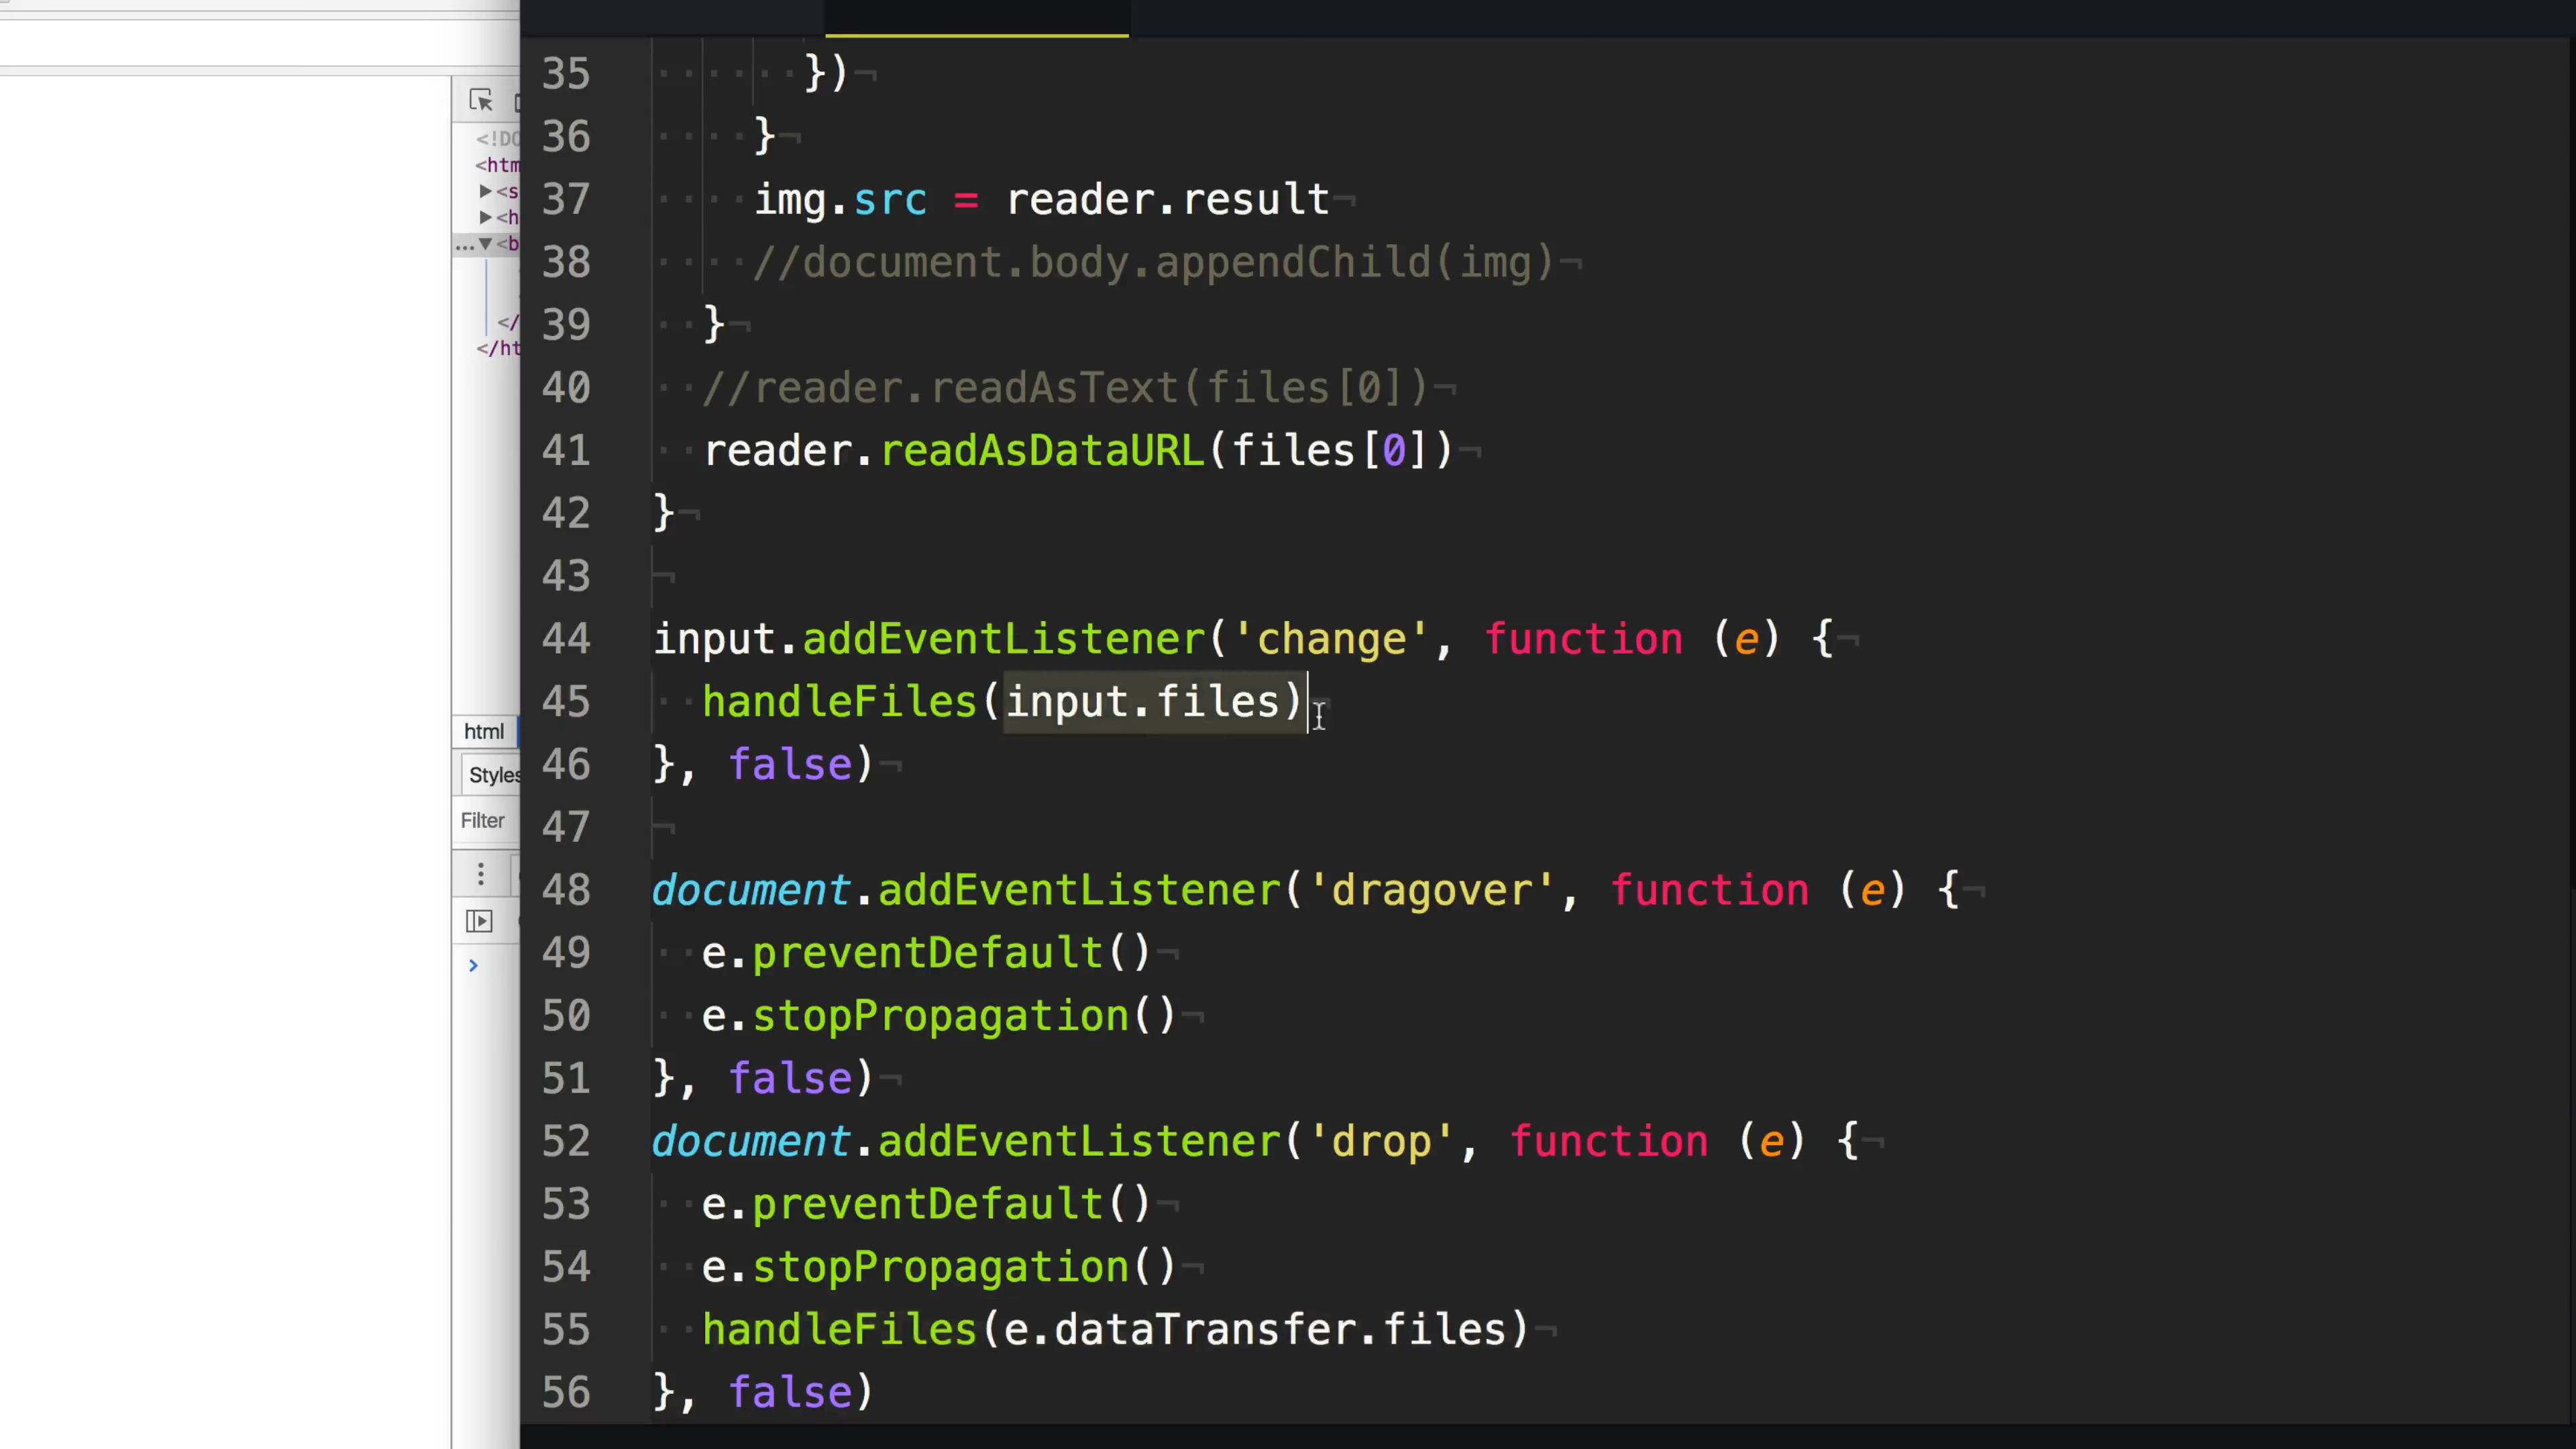 <!DO
<htm
<s
<h
… <b
</
</ht
html
Styles
Filter
35 })
36 }
37 img.src = reader.result
38 //document.body.appendChild(img)
39 }
40 //reader.readAsText(files[0])
41 reader.readAsDataURL(files[0])
42 }
43
44 input.addEventListener('change', function (e) {
45 handleFiles(input.files)
46 }, false)
47
48 document.addEventListener('dragover', function (e) {
49 e.preventDefault()
50 e.stopPropagation()
51 }, false)
52 document.addEventListener('drop', function (e) {
53 e.preventDefault()
54 e.stopPropagation()
55 handleFiles(e.dataTransfer.files)
56 }, false)